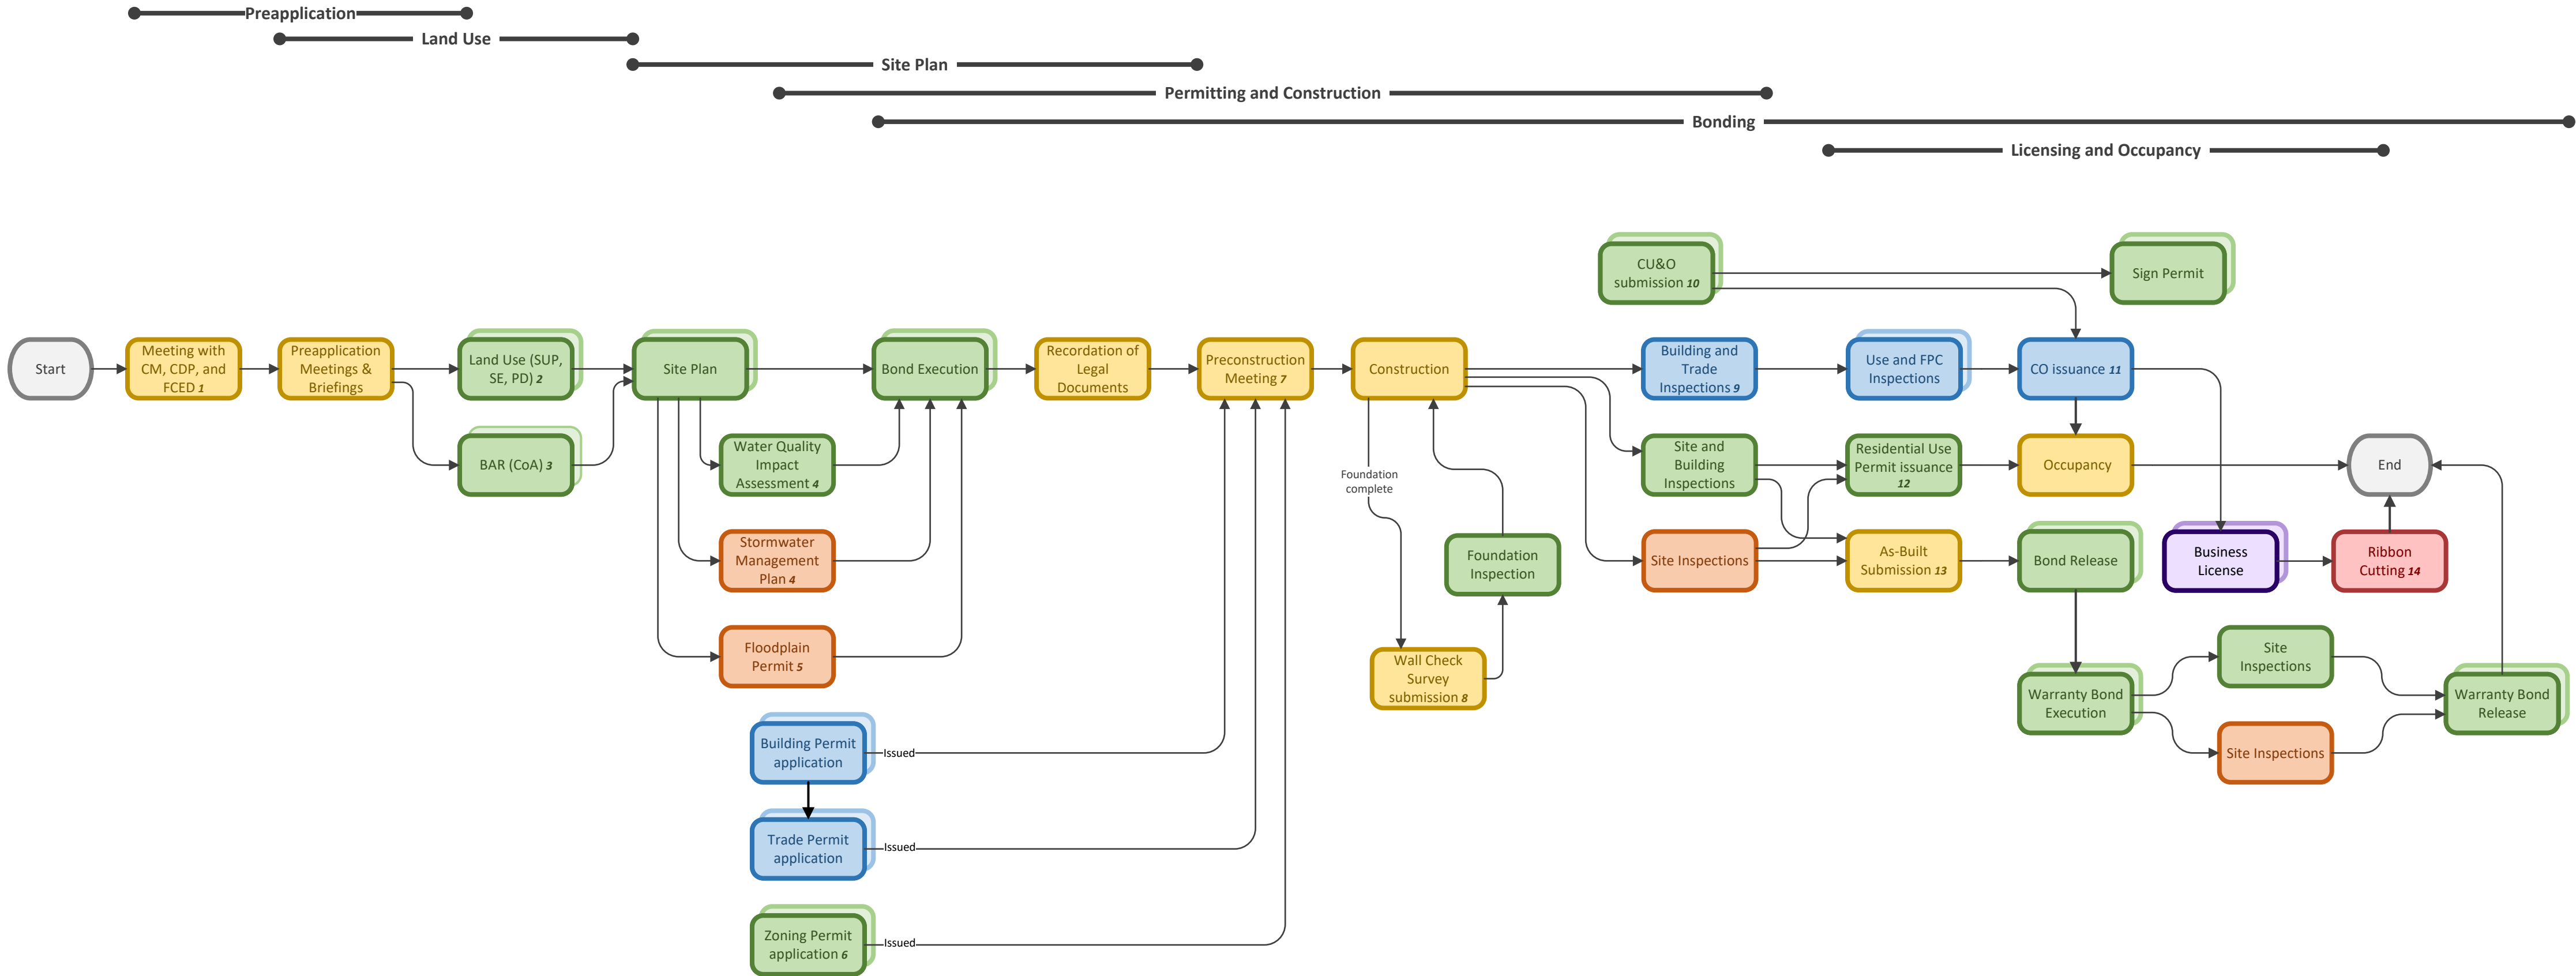 Preapplication
Land Use
Site Plan
Permitting and Construction
Bonding
Licensing and Occupancy
CU&O
submission 10
Sign Permit
Start
Meeting with
CM, CDP, and
FCED 1
Preapplication
Meetings &
Briefings
Land Use (SUP,
SE, PD) 2
Site Plan
Bond Execution
Recordation of
Legal
Documents
Preconstruction
Meeting 7
Construction
Building and
Trade
Inspections 9
Use and FPC
Inspections
CO issuance 11
BAR (CoA) 3
Water Quality
Impact
Assessment 4
Foundation
complete
Site and
Building
Inspections
Residential Use
Permit issuance
12
Occupancy
End
Stormwater
Management
Plan 4
Foundation
Inspection
Site Inspections
As-Built
Submission 13
Bond Release
Business
License
Ribbon
Cutting 14
Floodplain
Permit 5
Wall Check
Survey
submission 8
Site
Inspections
Warranty Bond
Execution
Warranty Bond
Release
Site Inspections
Building Permit
application
Issued
Trade Permit
application
Issued
Zoning Permit
application 6
Issued